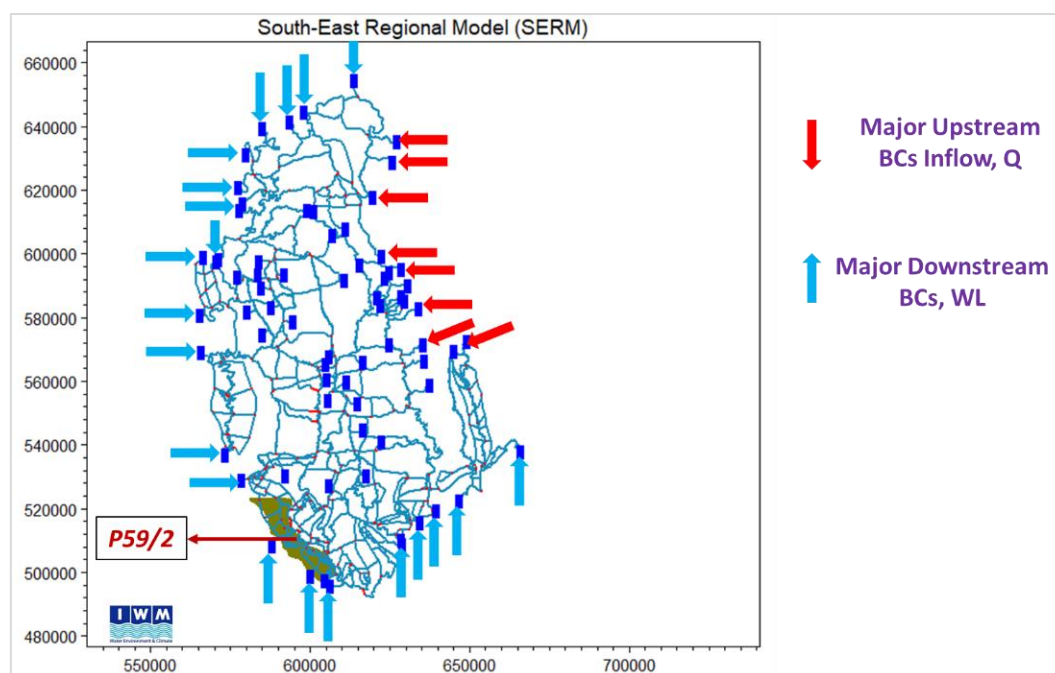 South-East Regional Model (SERM)
660000
640000
620000
600000
580000
560000
540000
520000
500000
480000
550000
600000
650000
700000
P59/2
IWM
Major Upstream
BCs Inflow, Q
Major Downstream
BCs, WL